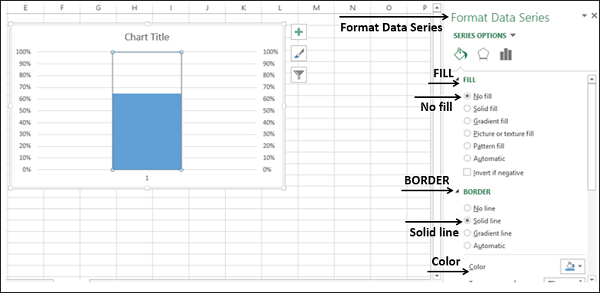 E F G H I J K L M N O P
Format Data Series
Format Data Series
SERIES OPTIONS
Chart Title
100% 100%
90% 90%
80% 80%
70% 70%
60% 60%
50% 50%
40% 40%
30% 30%
20% 20%
10% 10%
0% 0%
1
FILL
FILL
No fill
No fill
Solid fill
Gradient fill
Picture or texture fill
Pattern fill
Automatic
Invert if negative
BORDER
BORDER
No line
Solid line
Solid line
Gradient line
Automatic
Color
Color